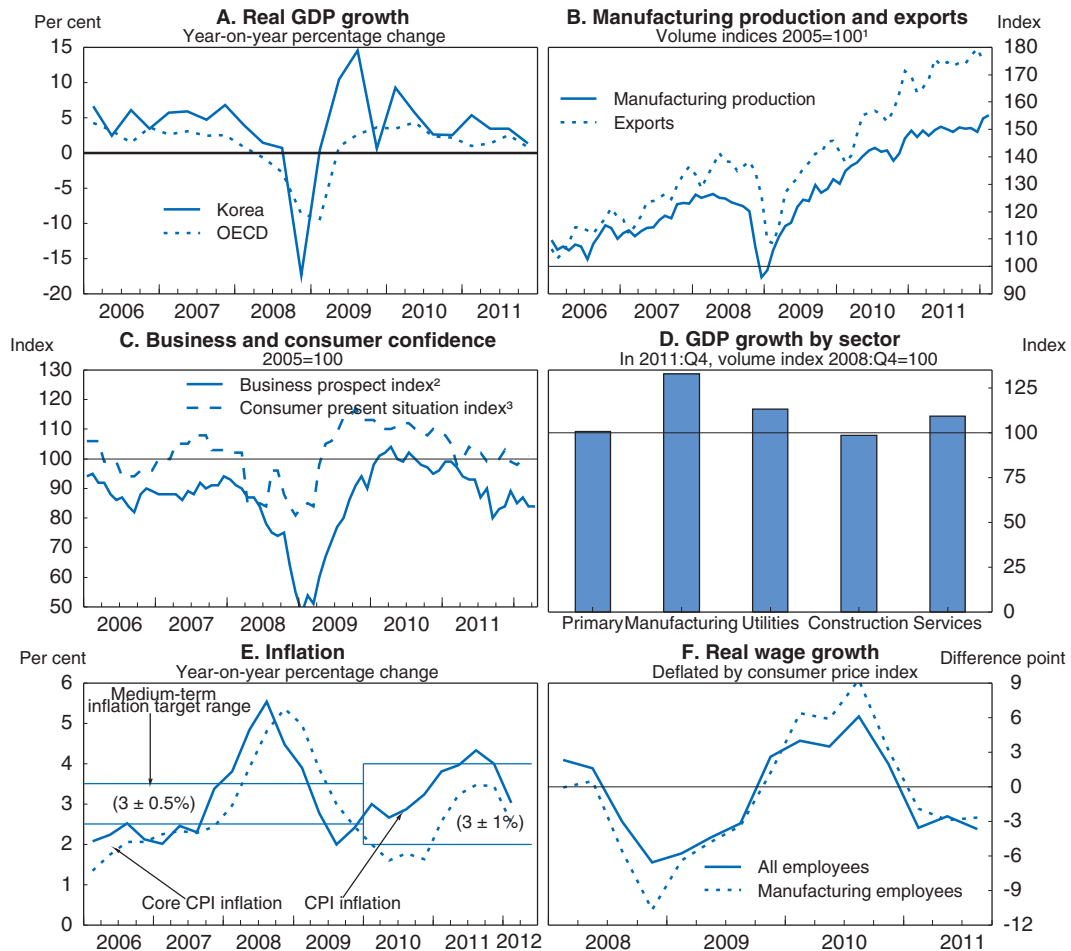 A. Real GDP growth
Per cent
Year-on-year percentage change
15
10
5
0
-5
-10
-15
-20
Korea
OECD
2006 2007 2008 2009 2010 2011
B. Manufacturing production and exports
Index
Volume indices 2005=100¹
180
170
160
150
140
130
120
110
100
90
Manufacturing production
Exports
2006 2007 2008 2009 2010 2011
C. Business and consumer confidence
Index
2005=100
130
120
110
100
90
80
70
60
50
Business prospect index²
Consumer present situation index³
2006 2007 2008 2009 2010 2011
D. GDP growth by sector
Index
In 2011:Q4, volume index 2008:Q4=100
125
100
75
50
25
0
Primary Manufacturing Utilities Construction Services
E. Inflation
Per cent
Year-on-year percentage change
6
5
4
3
2
1
0
Medium-term
inflation target range
(3 ± 0.5%)
(3 ± 1%)
Core CPI inflation
CPI inflation
2006 2007 2008 2009 2010 2011 2012
F. Real wage growth
Difference point
Deflated by consumer price index
9
6
3
0
-3
-6
-9
-12
All employees
Manufacturing employees
2008 2009 2010 2011